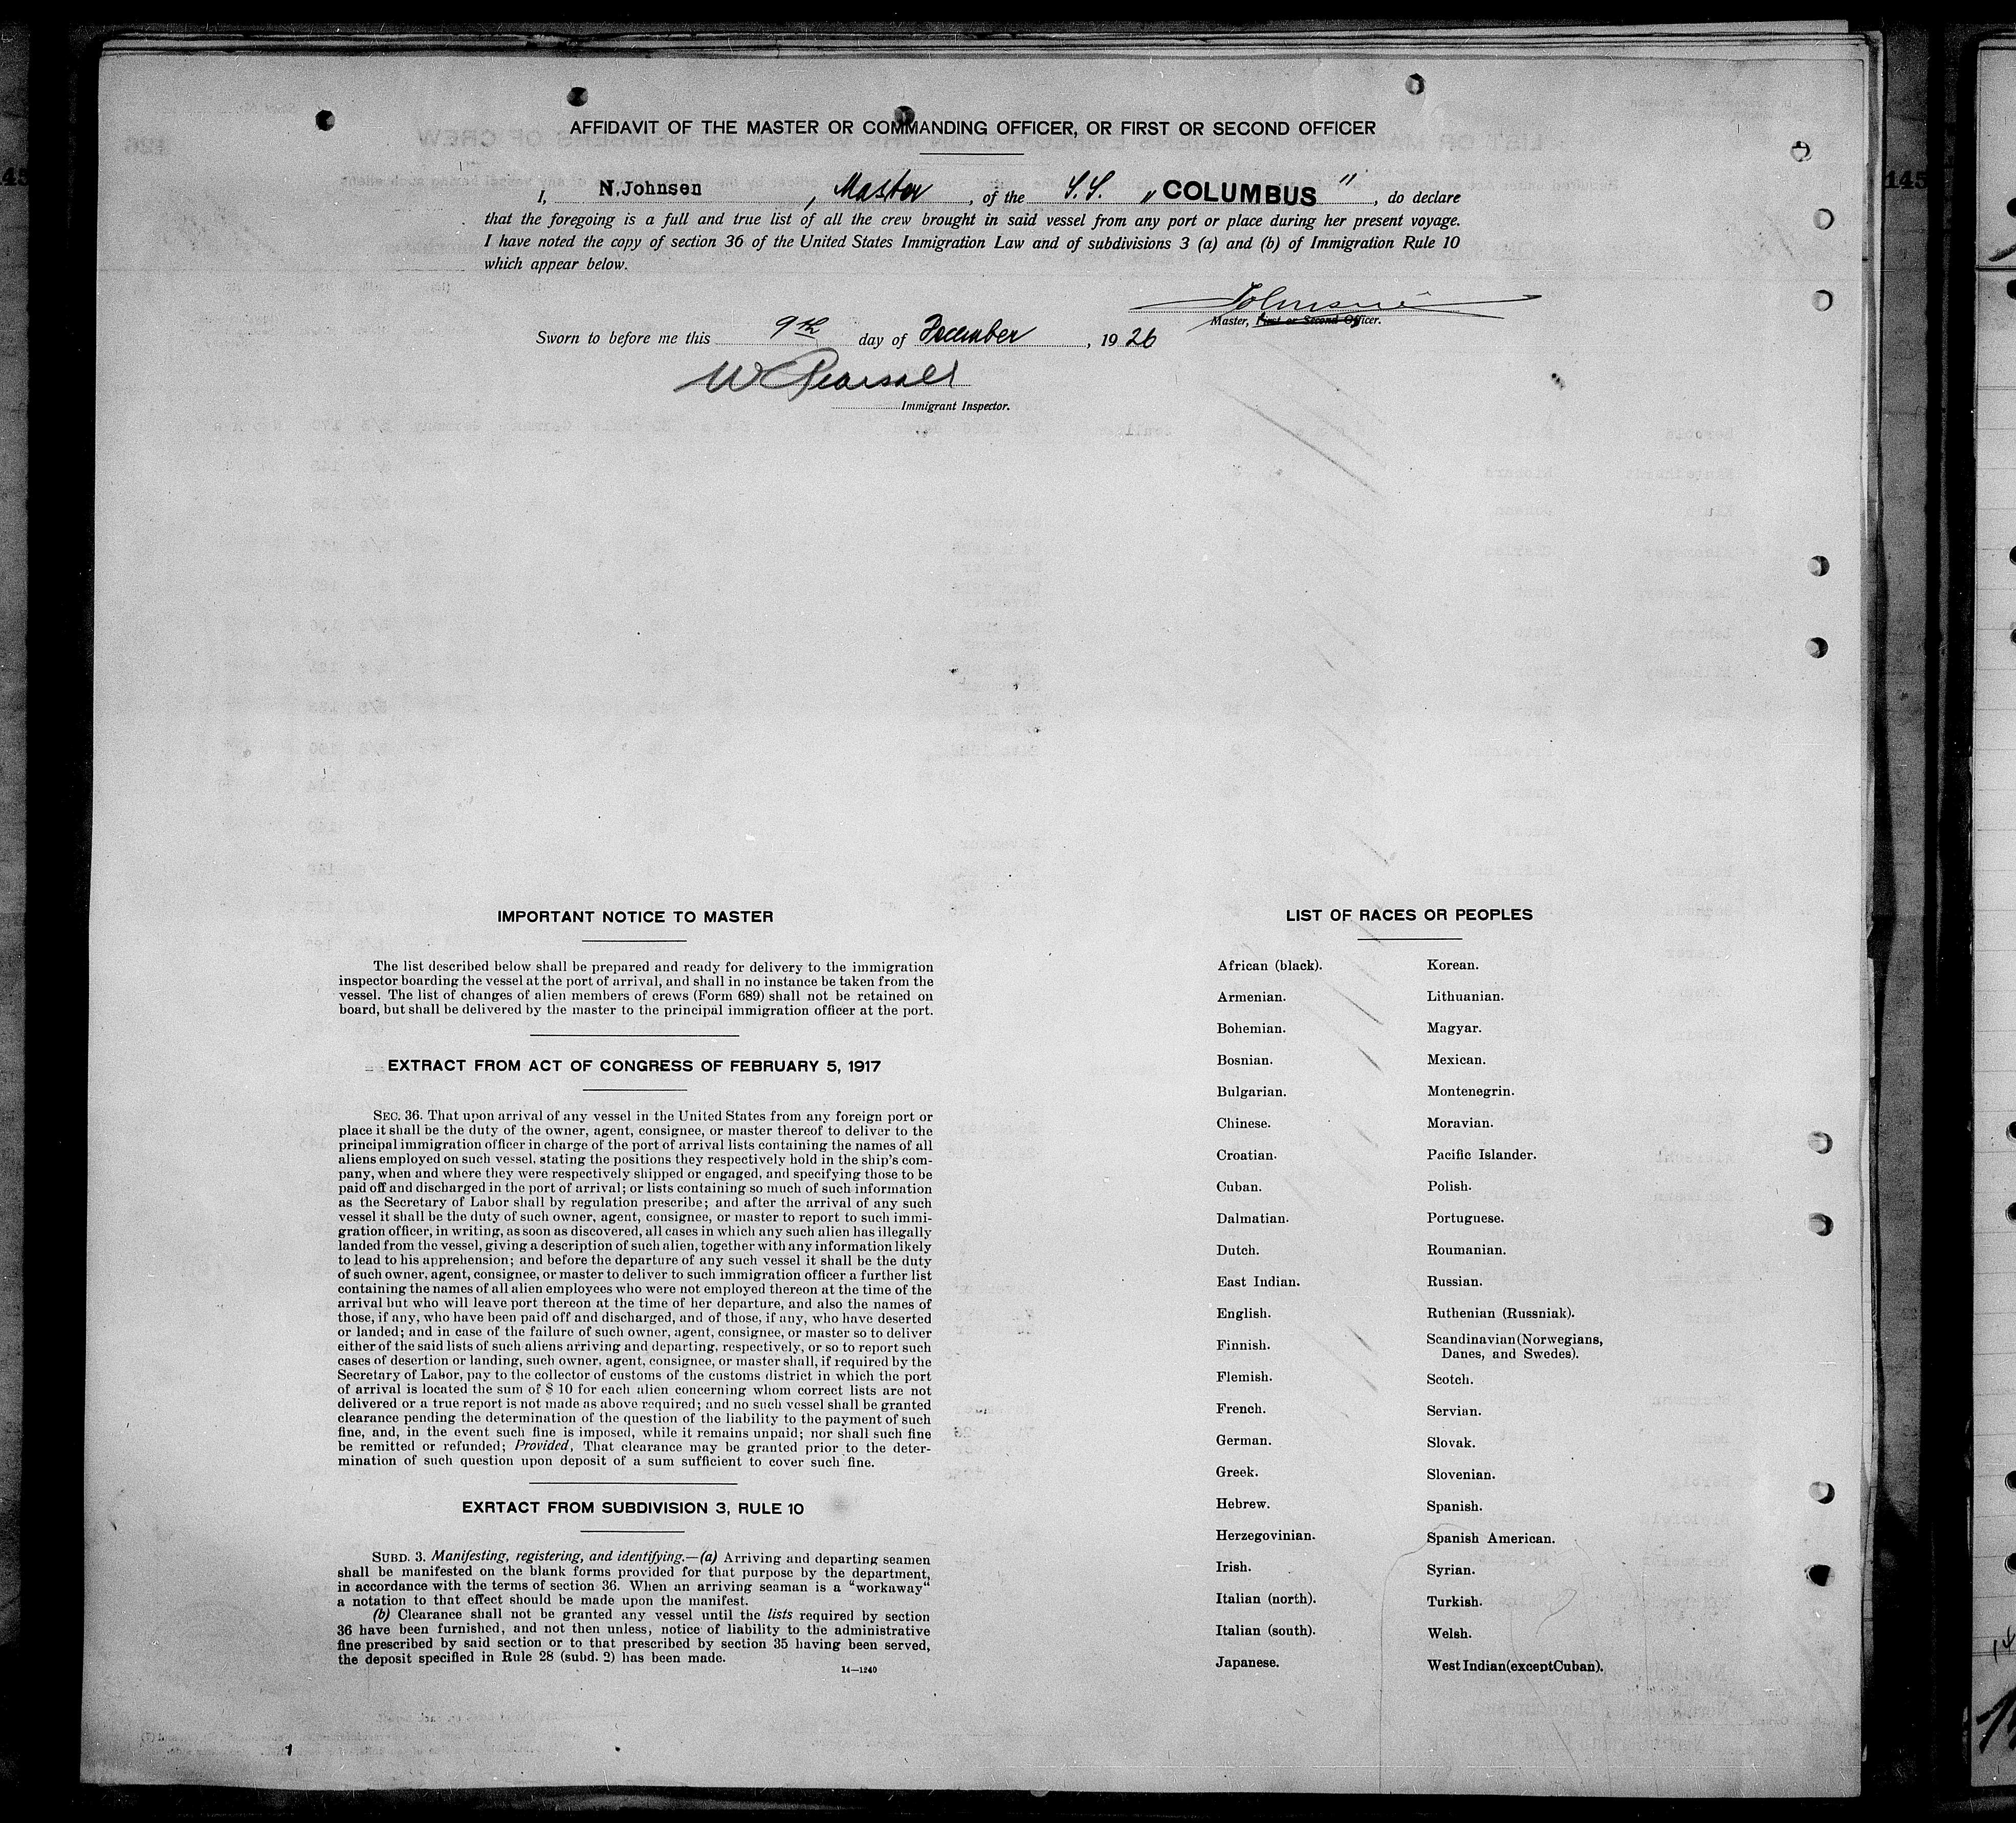 AFFIDAVIT OF THE MASTER OR COMMANDING OFFICER, OR FIRST OR SECOND OFFICER
I, N. Johnsen, Master, of the S.S. „COLUMBUS", do declare
that the foregoing is a full and true list of all the crew brought in said vessel from any port or place during her present voyage.
I have noted the copy of section 36 of the United States Immigration Law and of subdivisions 3 (a) and (b) of Immigration Rule 10
which appear below.
Johnsen
Master, First or Second Officer.
Sworn to before me this 9th day of December, 1926
W Pearsall
Immigrant Inspector.
145
IMPORTANT NOTICE TO MASTER
The list described below shall be prepared and ready for delivery to the immigration
inspector boarding the vessel at the port of arrival, and shall in no instance be taken from the
vessel. The list of changes of alien members of crews (Form 689) shall not be retained on
board, but shall be delivered by the master to the principal immigration officer at the port.
EXTRACT FROM ACT OF CONGRESS OF FEBRUARY 5, 1917
SEC. 36. That upon arrival of any vessel in the United States from any foreign port or
place it shall be the duty of the owner, agent, consignee, or master thereof to deliver to the
principal immigration officer in charge of the port of arrival lists containing the names of all
aliens employed on such vessel, stating the positions they respectively hold in the ship's com-
pany, when and where they were respectively shipped or engaged, and specifying those to be
paid off and discharged in the port of arrival; or lists containing so much of such information
as the Secretary of Labor shall by regulation prescribe; and after the arrival of any such
vessel it shall be the duty of such owner, agent, consignee, or master to report to such immi-
gration officer, in writing, as soon as discovered, all cases in which any such alien has illegally
landed from the vessel, giving a description of such alien, together with any information likely
to lead to his apprehension; and before the departure of any such vessel it shall be the duty
of such owner, agent, consignee, or master to deliver to such immigration officer a further list
containing the names of all alien employees who were not employed thereon at the time of the
arrival but who will leave port thereon at the time of her departure, and also the names of
those, if any, who have been paid off and discharged, and of those, if any, who have deserted
or landed; and in case of the failure of such owner, agent, consignee, or master so to deliver
either of the said lists of such aliens arriving and departing, respectively, or so to report such
cases of desertion or landing, such owner, agent, consignee, or master shall, if required by the
Secretary of Labor, pay to the collector of customs of the customs district in which the port
of arrival is located the sum of $ 10 for each alien concerning whom correct lists are not
delivered or a true report is not made as above required; and no such vessel shall be granted
clearance pending the determination of the question of the liability to the payment of such
fine, and, in the event such fine is imposed, while it remains unpaid; nor shall such fine
be remitted or refunded; Provided, That clearance may be granted prior to the deter-
mination of such question upon deposit of a sum sufficient to cover such fine.
EXRTACT FROM SUBDIVISION 3, RULE 10
SUBD. 3. Manifesting, registering, and identifying.—(a) Arriving and departing seamen
shall be manifested on the blank forms provided for that purpose by the department,
in accordance with the terms of section 36. When an arriving seaman is a “workaway“
a notation to that effect should be made upon the manifest.
(b) Clearance shall not be granted any vessel until the lists required by section
36 have been furnished, and not then unless, notice of liability to the administrative
fine prescribed by said section or to that prescribed by section 35 having been served,
the deposit specified in Rule 28 (subd. 2) has been made.
14—1240
LIST OF RACES OR PEOPLES
African (black).
Armenian.
Bohemian.
Bosnian.
Bulgarian.
Chinese.
Croatian.
Cuban.
Dalmatian.
Dutch.
East Indian.
English.
Finnish.
Flemish.
French.
German.
Greek.
Hebrew.
Herzegovinian.
Irish.
Italian (north).
Italian (south).
Japanese.
Korean.
Lithuanian.
Magyar.
Mexican.
Montenegrin.
Moravian.
Pacific Islander.
Polish.
Portuguese.
Roumanian.
Russian.
Ruthenian (Russniak).
Scandinavian (Norwegians,
Danes, and Swedes).
Scotch.
Servian.
Slovak.
Slovenian.
Spanish.
Spanish American.
Syrian.
Turkish.
Welsh.
West Indian (except Cuban).